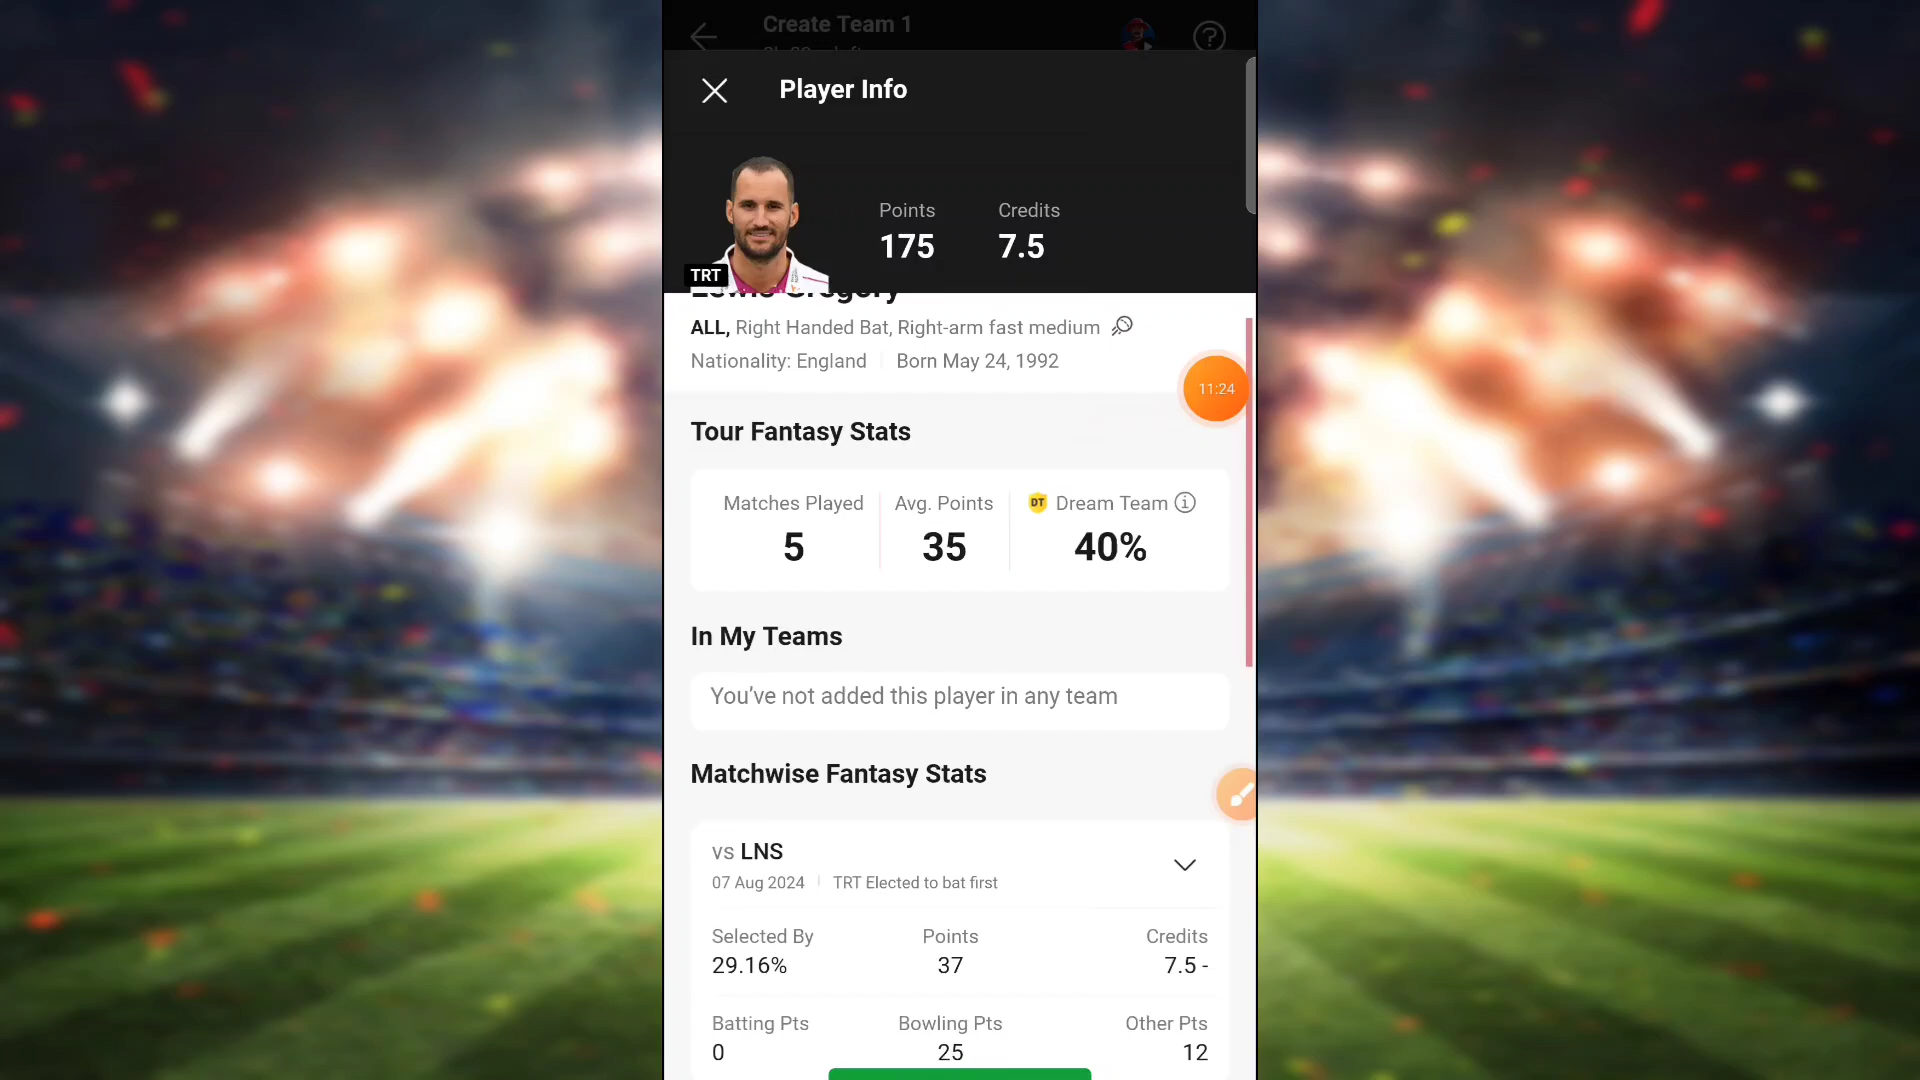 Create Team 1
Player Info
Points Credits
175 7.5
TRT
Lewis Gregory
ALL, Right Handed Bat, Right-arm fast medium
Nationality: England Born May 24, 1992
11:24
Tour Fantasy Stats
Matches Played Avg. Points DT Dream Team
5 35 40%
In My Teams
You’ve not added this player in any team
Matchwise Fantasy Stats
vs LNS
07 Aug 2024 TRT Elected to bat first
Selected By Points Credits
29.16% 37 7.5 -
Batting Pts Bowling Pts Other Pts
0 25 12